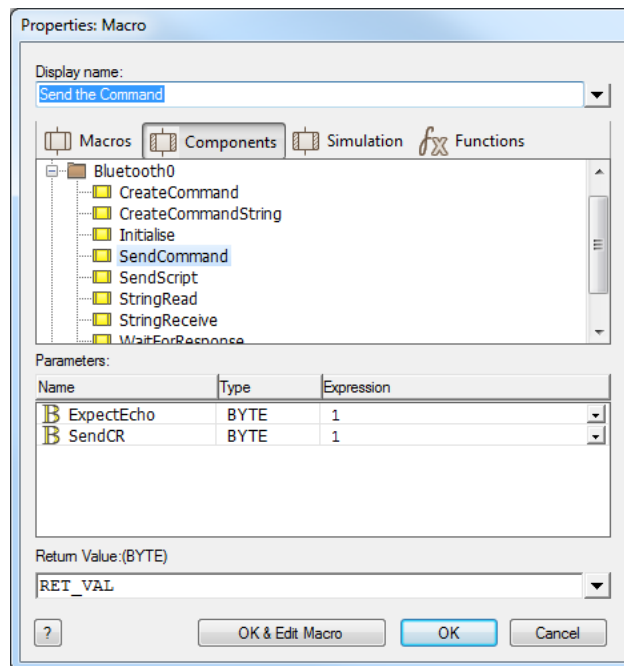 Properties: Macro
Display name:
Send the Command
Macros Components Simulation fx Functions
Bluetooth0
CreateCommand
CreateCommandString
Initialise
SendCommand
SendScript
StringRead
StringReceive
WaitForResponse
Parameters:
Name Type Expression
B ExpectEcho BYTE 1
B SendCR BYTE 1
Return Value:(BYTE)
RET_VAL
? OK & Edit Macro OK Cancel